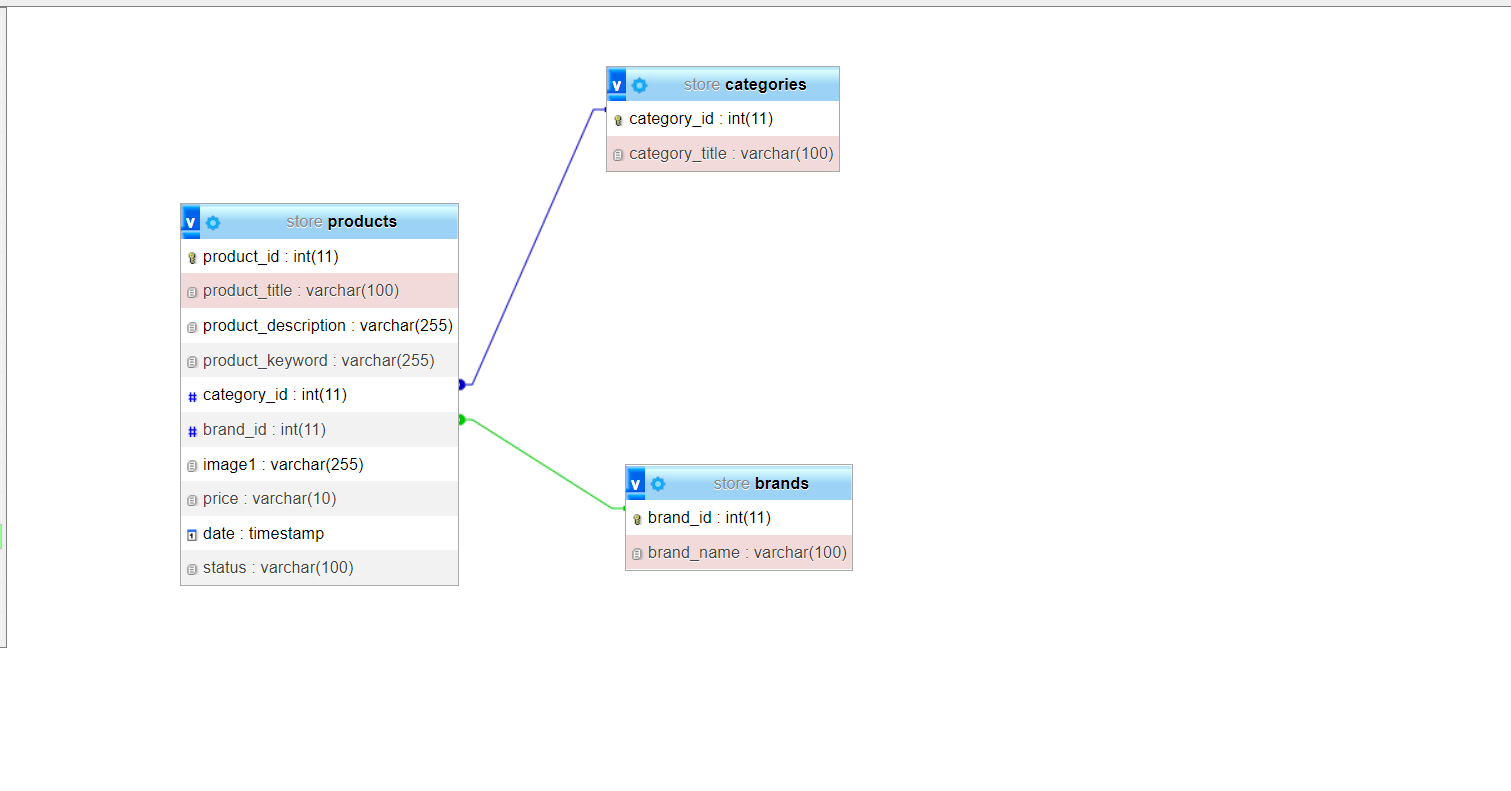 v store categories
category_id : int(11)
category_title : varchar(100)
v store products
product_id : int(11)
product_title : varchar(100)
product_description : varchar(255)
product_keyword : varchar(255)
# category_id : int(11)
# brand_id : int(11)
image1 : varchar(255)
price : varchar(10)
date : timestamp
status : varchar(100)
v store brands
brand_id : int(11)
brand_name : varchar(100)